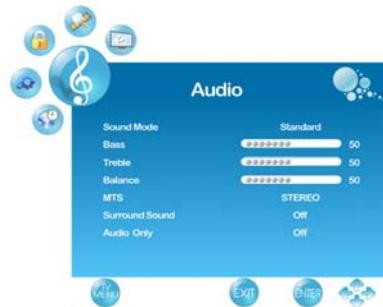 Audio
Sound Mode Standard
Bass 50
Treble 50
Balance 50
MTS STEREO
Surround Sound Off
Audio Only Off
TV
MENU
EXIT
ENTER